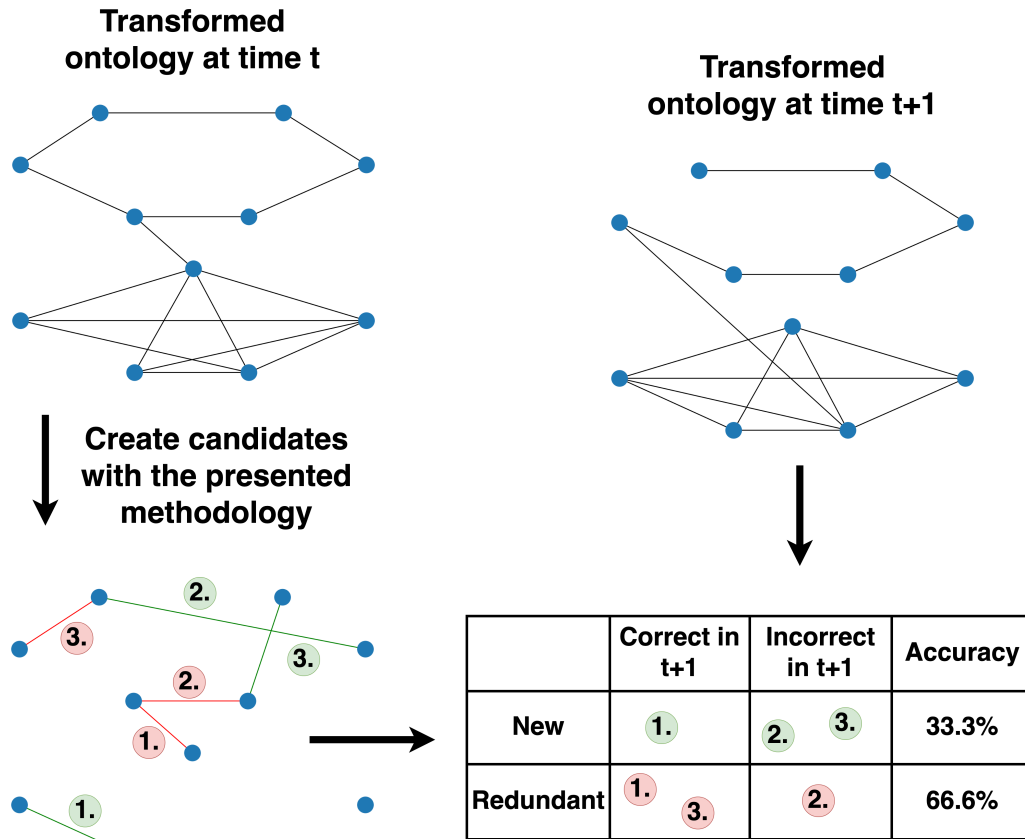 Transformed
ontology at time t
Transformed
ontology at time t+1
Create candidates
with the presented
methodology
2.
3.
3.
2.
1.
1.
Correct in
t+1
Incorrect
in t+1
Accuracy
New
1.
2.
3.
33.3%
Redundant
1.
3.
2.
66.6%